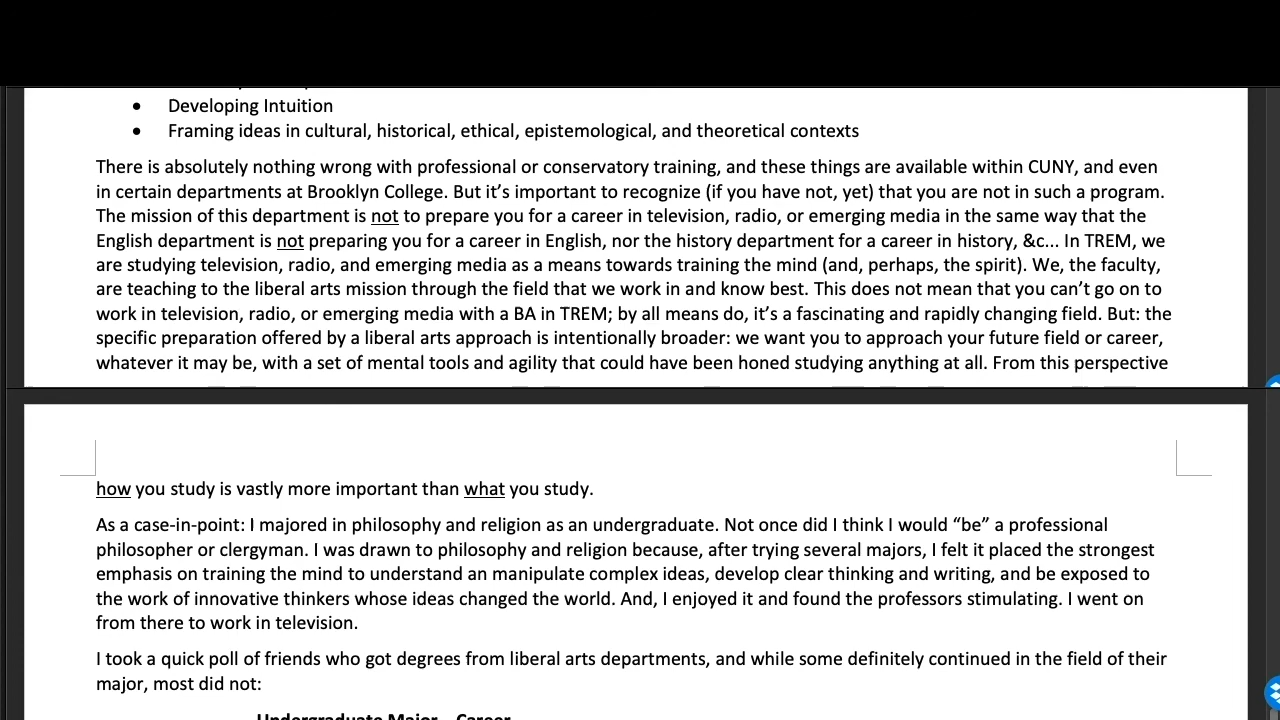 • Developing Intuition
• Framing ideas in cultural, historical, ethical, epistemological, and theoretical contexts
There is absolutely nothing wrong with professional or conservatory training, and these things are available within CUNY, and even
in certain departments at Brooklyn College. But it’s important to recognize (if you have not, yet) that you are not in such a program.
The mission of this department is not to prepare you for a career in television, radio, or emerging media in the same way that the
English department is not preparing you for a career in English, nor the history department for a career in history, &c... In TREM, we
are studying television, radio, and emerging media as a means towards training the mind (and, perhaps, the spirit). We, the faculty,
are teaching to the liberal arts mission through the field that we work in and know best. This does not mean that you can’t go on to
work in television, radio, or emerging media with a BA in TREM; by all means do, it’s a fascinating and rapidly changing field. But: the
specific preparation offered by a liberal arts approach is intentionally broader: we want you to approach your future field or career,
whatever it may be, with a set of mental tools and agility that could have been honed studying anything at all. From this perspective
how you study is vastly more important than what you study.
As a case-in-point: I majored in philosophy and religion as an undergraduate. Not once did I think I would “be” a professional
philosopher or clergyman. I was drawn to philosophy and religion because, after trying several majors, I felt it placed the strongest
emphasis on training the mind to understand an manipulate complex ideas, develop clear thinking and writing, and be exposed to
the work of innovative thinkers whose ideas changed the world. And, I enjoyed it and found the professors stimulating. I went on
from there to work in television.
I took a quick poll of friends who got degrees from liberal arts departments, and while some definitely continued in the field of their
major, most did not:
Undergraduate Major – Career